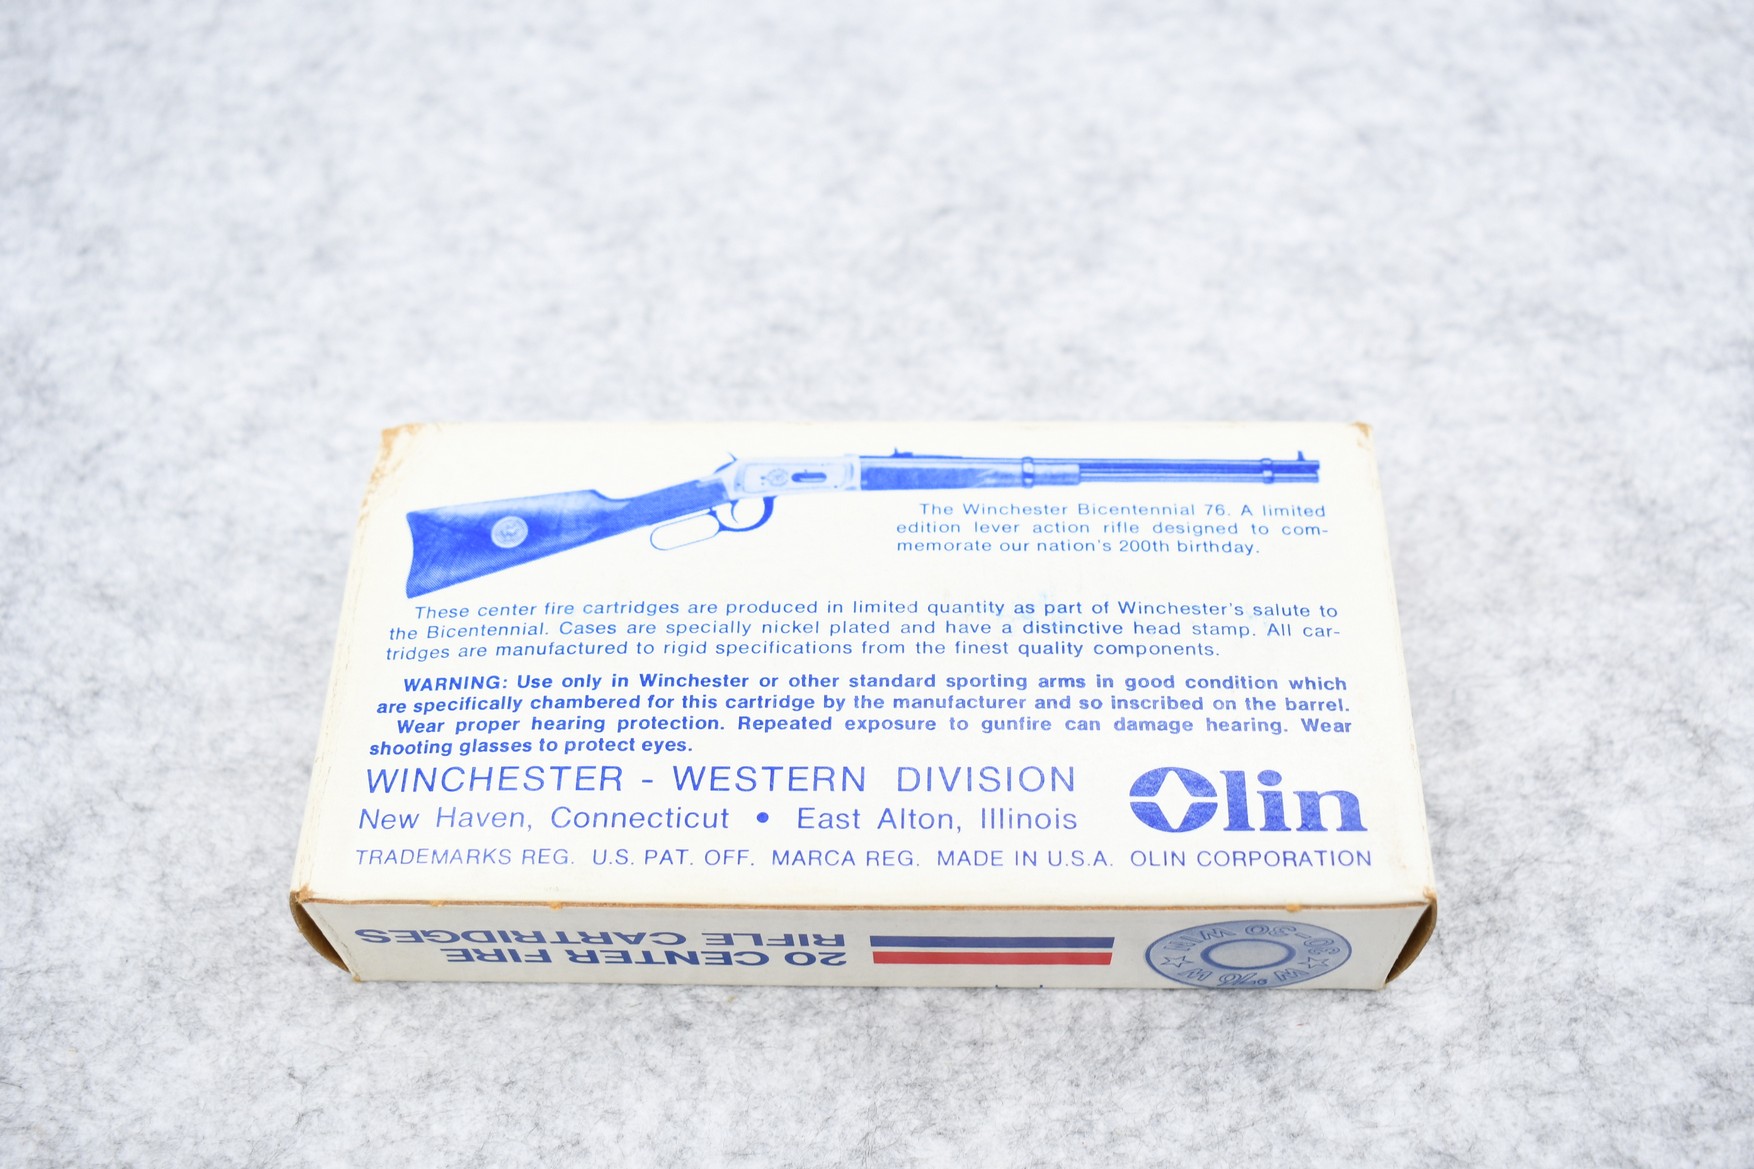 The Winchester Bicentennial 76. A limited
edition lever action rifle designed to com-
memorate our nation's 200th birthday.
These center fire cartridges are produced in limited quantity as part of Winchester's salute to
the Bicentennial. Cases are specially nickel plated and have a distinctive head stamp. All car-
tridges are manufactured to rigid specifications from the finest quality components.
WARNING: Use only in Winchester or other standard sporting arms in good condition which
are specifically chambered for this cartridge by the manufacturer and so inscribed on the barrel.
Wear proper hearing protection. Repeated exposure to gunfire can damage hearing. Wear
shooting glasses to protect eyes.
WINCHESTER - WESTERN DIVISION
New Haven, Connecticut • East Alton, Illinois
Olin
TRADEMARKS REG. U.S. PAT. OFF. MARCA REG. MADE IN U.S.A. OLIN CORPORATION
20 CENTER FIRE
RIFLE CARTRIDGES
W '76 W
30-30 WIN